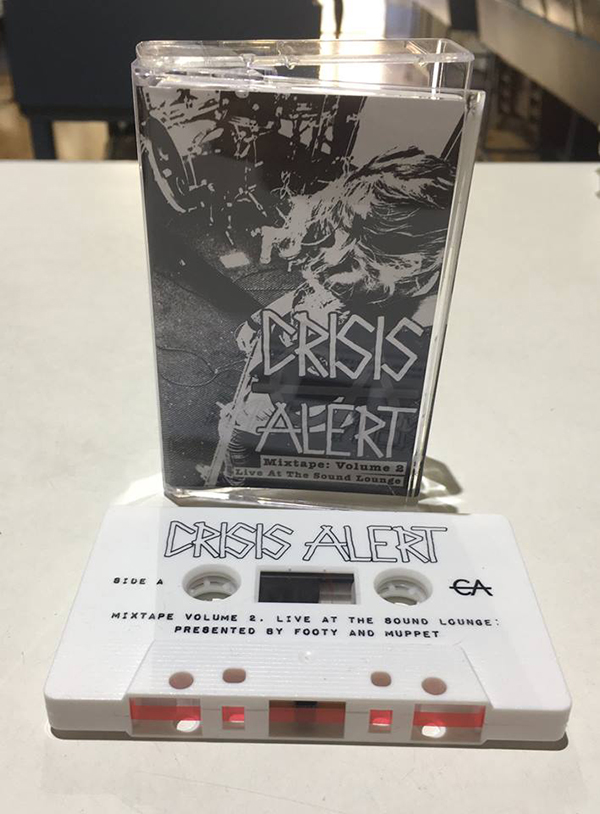 CRISIS
ALERT
Mixtape: Volume 2
Live At The Sound Lounge
CRISIS ALERT
SIDE A
CA
MIXTAPE VOLUME 2. LIVE AT THE SOUND LOUNGE:
PRESENTED BY FOOTY AND MUPPET